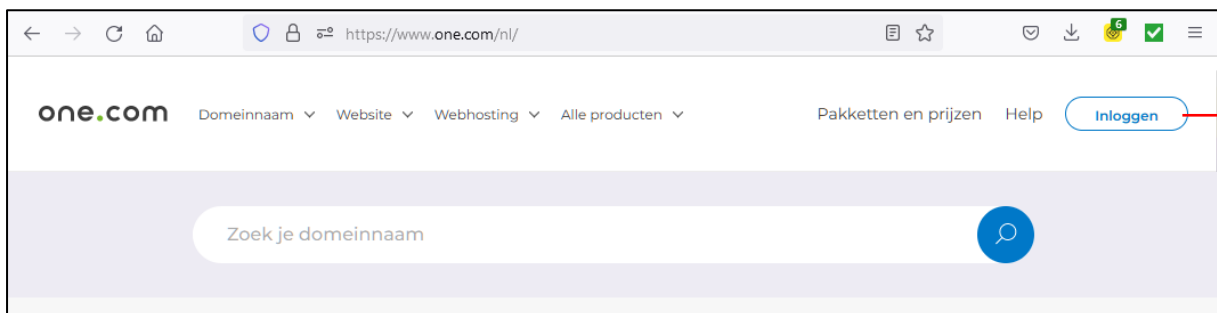 https://www.one.com/nl/
6
one.com Domeinnaam Website Webhosting Alle producten Pakketten en prijzen Help Inloggen
Zoek je domeinnaam